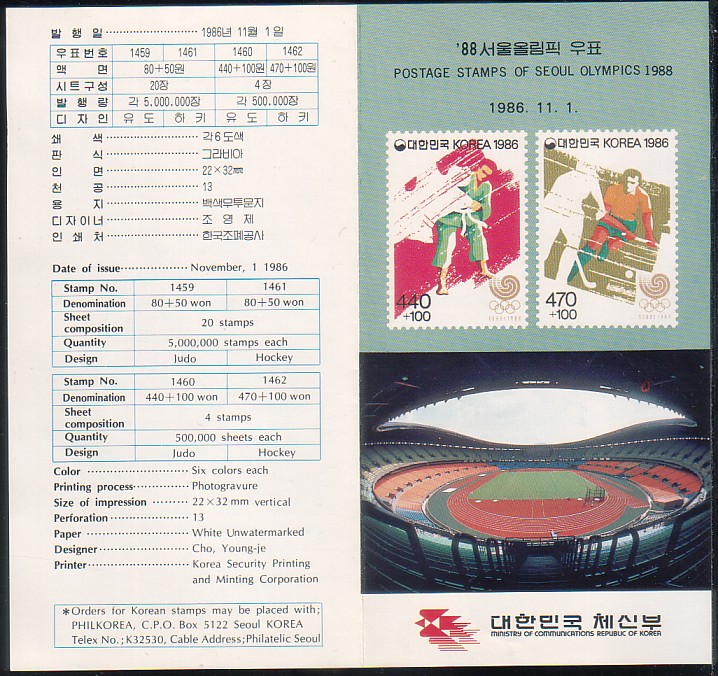 발 행 일 ················· 1986년 11월 1일
우표번호 1459 1461 1460 1462
액 면 80+50원 440+100원 470+100원
시트구성 20장 4장
발 행 량 각 5.000.000장 각 500.000장
디 자 인 유 도 하 키 유 도 하 키
쇄 색 ················· 각6도색
판 식 ················· 그라비아
인 면 ················· 22×32㎜
천 공 ················· 13
용 지 ················· 백색무투문지
디자이너 ················· 조 영 제
인 쇄 처 ················· 한국조폐공사
Date of issue ················· November, 1 1986
Stamp No. 1459 1461
Denomination 80+50 won 80+50 won
Sheet
composition 20 stamps
Quantity 5,000,000 stamps each
Design Judo Hockey
Stamp No. 1460 1462
Denomination 440+100 won 470+100 won
Sheet
composition 4 stamps
Quantity 500,000 sheets each
Design Judo Hockey
Color ················· Six colors each
Printing process ················· Photogravure
Size of impression ········· 22×32 mm vertical
Perforation ················· 13
Paper ················· White Unwatermarked
Designer ················· Cho, Young-je
Printer ················· Korea Security Printing
and Minting Corporation
*Orders for Korean stamps may be placed with;
PHILKOREA, C.P.O. Box 5122 Seoul KOREA
Telex No.;K32530, Cable Address;Philatelic Seoul
'88서울올림픽 우표
POSTAGE STAMPS OF SEOUL OLYMPICS 1988
1986. 11. 1.
대한민국 KOREA 1986
440
+100
SEOUL 1988
대한민국 KOREA 1986
470
+100
SEOUL 1988
대한민국 체신부
MINISTRY OF COMMUNICATIONS REPUBLIC OF KOREA